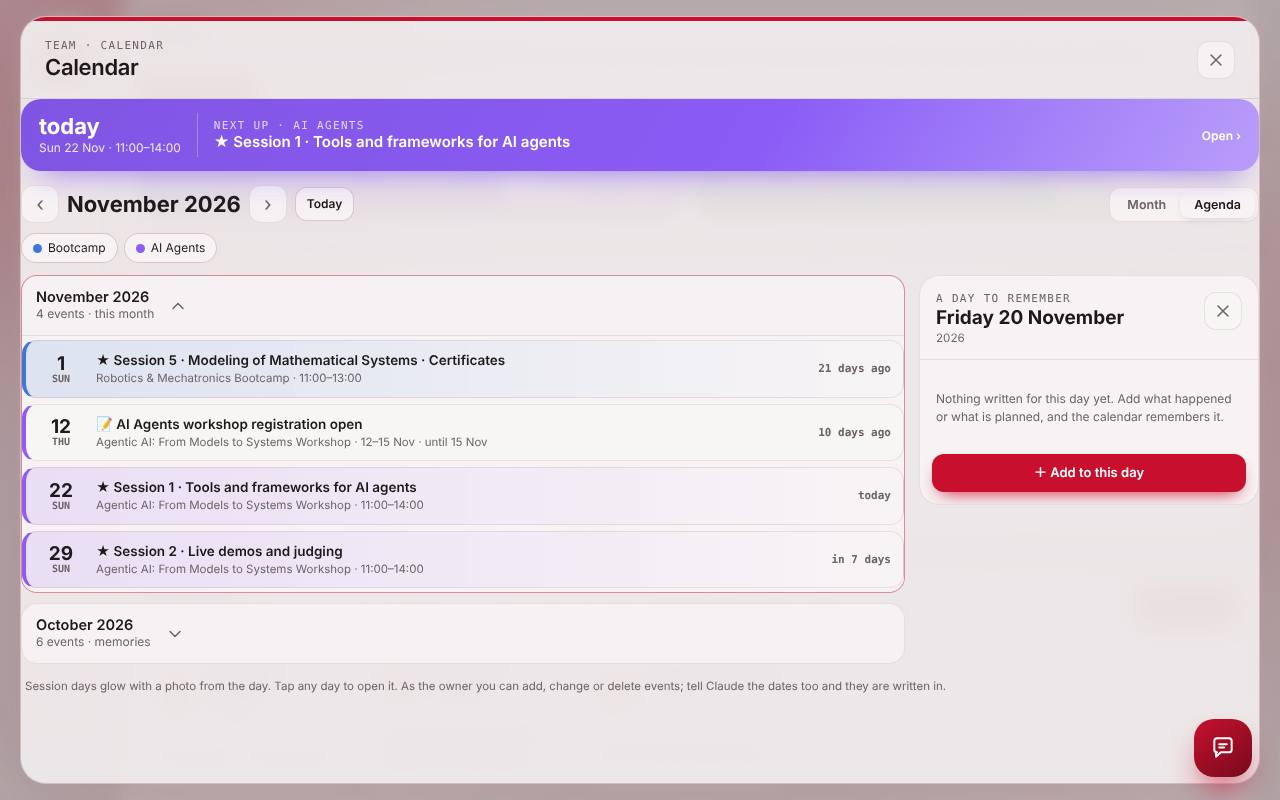 TEAM · CALENDAR
Calendar
today
Sun 22 Nov · 11:00–14:00
NEXT UP · AI AGENTS
★ Session 1 · Tools and frameworks for AI agents
Open ›
‹
November 2026
›
Today
Month
Agenda
Bootcamp
AI Agents
November 2026
4 events · this month
1
SUN
★ Session 5 · Modeling of Mathematical Systems · Certificates
Robotics & Mechatronics Bootcamp · 11:00–13:00
21 days ago
12
THU
📝 AI Agents workshop registration open
Agentic AI: From Models to Systems Workshop · 12–15 Nov · until 15 Nov
10 days ago
22
SUN
★ Session 1 · Tools and frameworks for AI agents
Agentic AI: From Models to Systems Workshop · 11:00–14:00
today
29
SUN
★ Session 2 · Live demos and judging
Agentic AI: From Models to Systems Workshop · 11:00–14:00
in 7 days
October 2026
6 events · memories
A DAY TO REMEMBER
Friday 20 November
2026
Nothing written for this day yet. Add what happened
or what is planned, and the calendar remembers it.
+ Add to this day
Session days glow with a photo from the day. Tap any day to open it. As the owner you can add, change or delete events; tell Claude the dates too and they are written in.